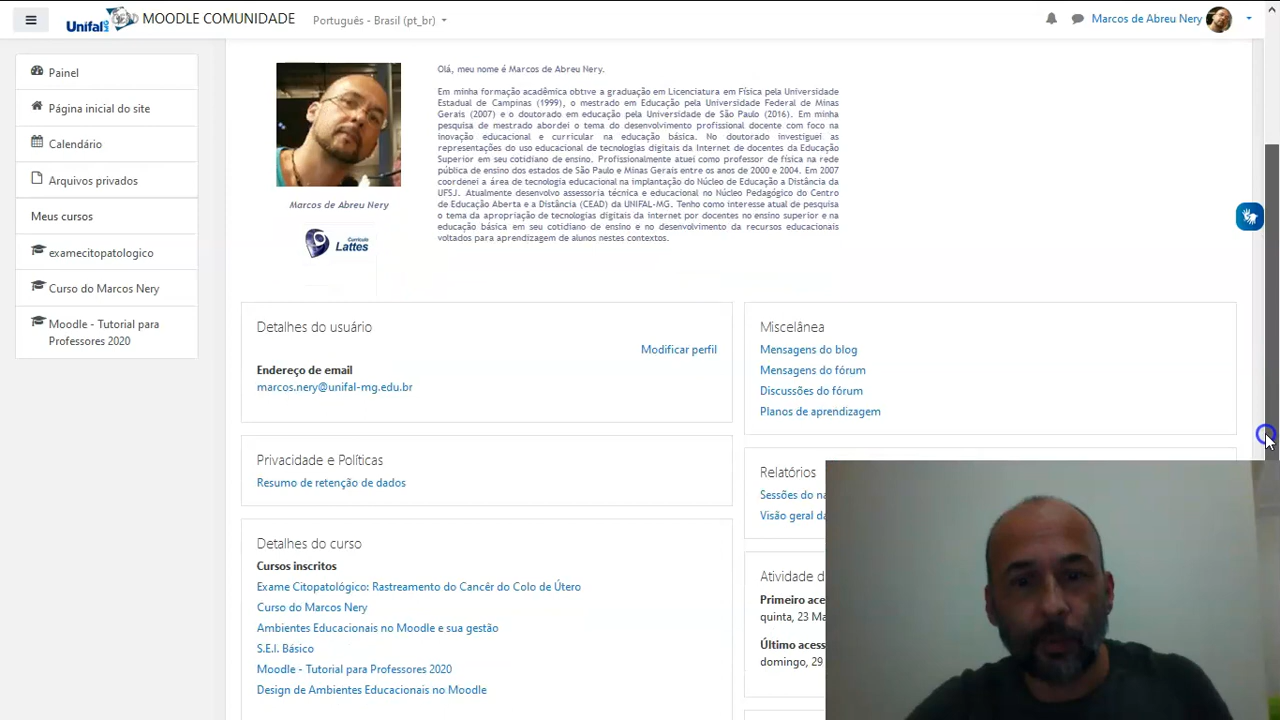 Unifal
MOODLE COMUNIDADE
Português - Brasil (pt_br)
Marcos de Abreu Nery
Painel
Página inicial do site
Calendário
Arquivos privados
Meus cursos
examecitopatologico
Curso do Marcos Nery
Moodle - Tutorial para
Professores 2020
Marcos de Abreu Nery
Currículo
Lattes
Olá, meu nome é Marcos de Abreu Nery.
Em minha formação acadêmica obtive a graduação em Licenciatura em Física pela Universidade
Estadual de Campinas (1999), o mestrado em Educação pela Universidade Federal de Minas
Gerais (2007) e o doutorado em educação pela Universidade de São Paulo (2016). Em minha
pesquisa de mestrado abordei o tema do desenvolvimento profissional docente com foco na
inovação educacional e curricular na educação básica. No doutorado investiguei as
representações do uso educacional de tecnologias digitais da Internet de docentes da Educação
Superior em seu cotidiano de ensino. Profissionalmente atuei como professor de física na rede
pública de ensino dos estados de São Paulo e Minas Gerais entre os anos de 2000 e 2004. Em 2007
coordenei a área de tecnologia educacional na implantação do Núcleo de Educação a Distância da
UFSJ. Atualmente desenvolvo assessoria técnica e educacional no Núcleo Pedagógico do Centro
de Educação Aberta e a Distância (CEAD) da UNIFAL-MG. Tenho como interesse atual de pesquisa
o tema da apropriação de tecnologias digitais da internet por docentes no ensino superior e na
educação básica em seu cotidiano de ensino e no desenvolvimento da recursos educacionais
voltados para aprendizagem de alunos nestes contextos.
Detalhes do usuário
Modificar perfil
Endereço de email
marcos.nery@unifal-mg.edu.br
Privacidade e Políticas
Resumo de retenção de dados
Detalhes do curso
Cursos inscritos
Exame Citopatológico: Rastreamento do Cancêr do Colo de Útero
Curso do Marcos Nery
Ambientes Educacionais no Moodle e sua gestão
S.E.I. Básico
Moodle - Tutorial para Professores 2020
Design de Ambientes Educacionais no Moodle
Miscelânea
Mensagens do blog
Mensagens do fórum
Discussões do fórum
Planos de aprendizagem
Relatórios
Sessões do na
Visão geral da
Atividade d
Primeiro ace
quinta, 23 Ma
Último acess
domingo, 29